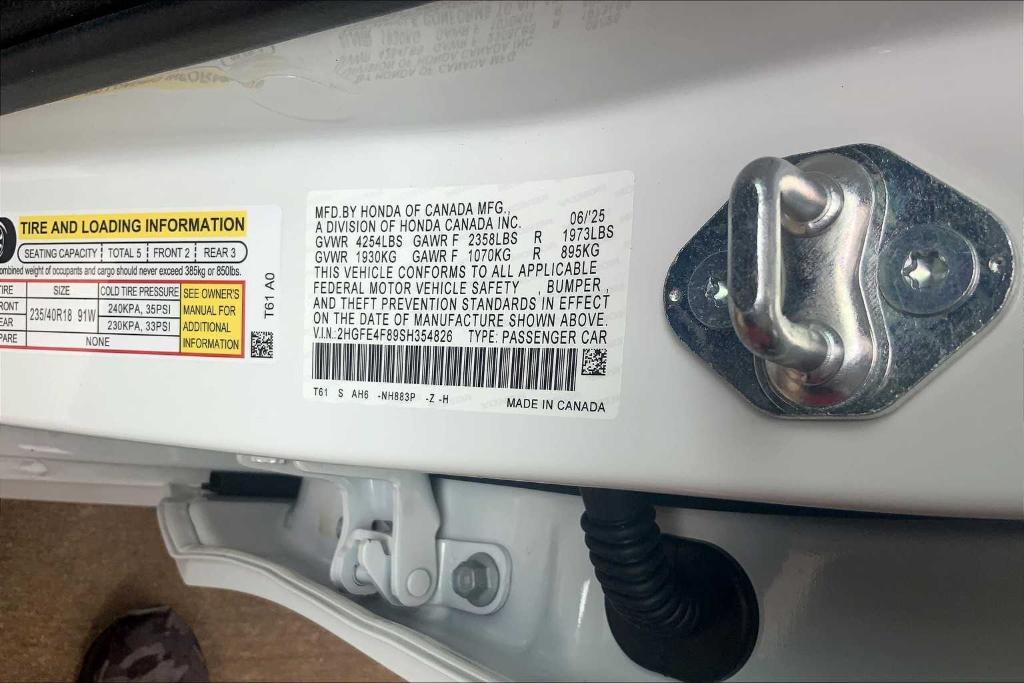 TIRE AND LOADING INFORMATION
SEATING CAPACITY TOTAL 5 FRONT 2 REAR 3
combined weight of occupants and cargo should never exceed 385kg or 850lbs.
SIZE COLD TIRE PRESSURE
235/40R18 91W 240KPA, 35PSI
230KPA, 33PSI
NONE
SEE OWNER'S
MANUAL FOR
ADDITIONAL
INFORMATION
T61 A0
MFD.BY HONDA OF CANADA MFG.,
A DIVISION OF HONDA CANADA INC. 06/'25
GVWR 4254LBS GAWR F 2358LBS R 1973LBS
GVWR 1930KG GAWR F 1070KG R 895KG
THIS VEHICLE CONFORMS TO ALL APPLICABLE
FEDERAL MOTOR VEHICLE SAFETY , BUMPER ,
AND THEFT PREVENTION STANDARDS IN EFFECT
ON THE DATE OF MANUFACTURE SHOWN ABOVE.
V.I.N.:2HGFE4F89SH354826 TYPE: PASSENGER CAR
T61 S AH6 -NH883P -Z -H
MADE IN CANADA